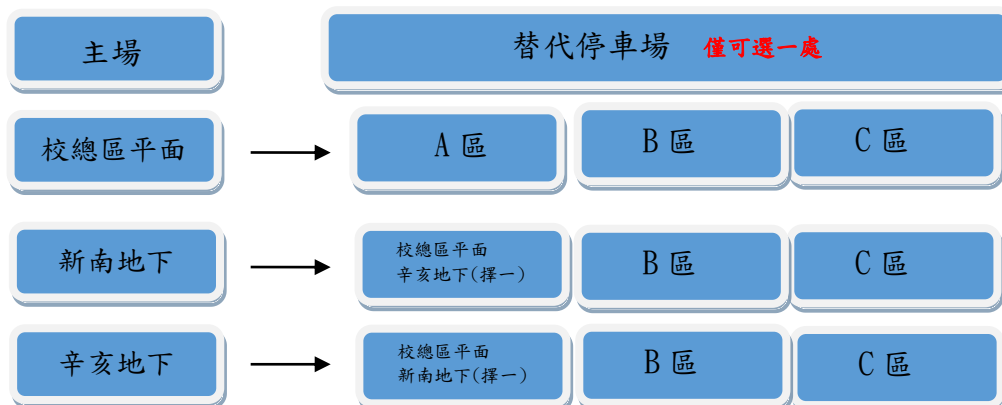 主場
替代停車場 僅可選一處
校總區平面
A 區
B 區
C 區
新南地下
校總區平面
辛亥地下(擇一)
B 區
C 區
辛亥地下
校總區平面
新南地下(擇一)
B 區
C 區